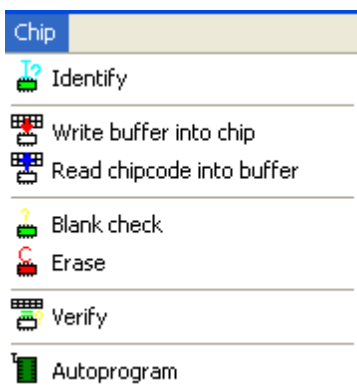 Chip
Identify
Write buffer into chip
Read chipcode into buffer
Blank check
Erase
Verify
Autoprogram